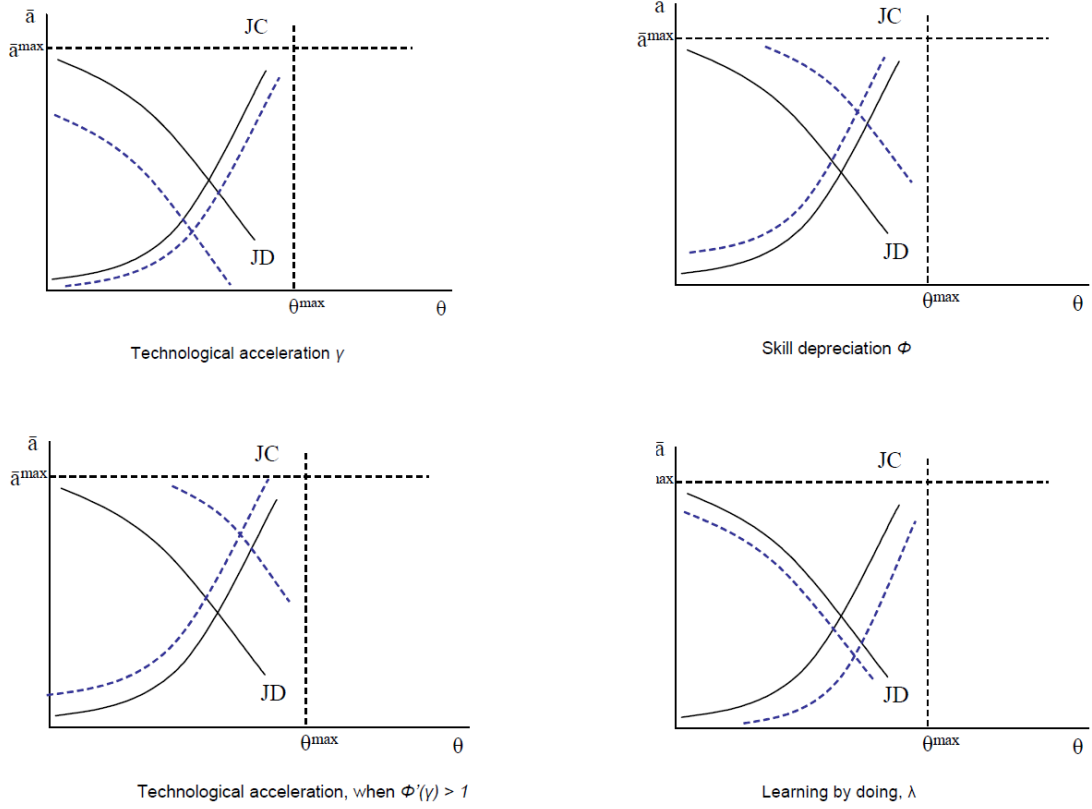 ā
JC
ā^max
JD
θ^max
θ
Technological acceleration γ
a
JC
ā^max
JD
θ^max
θ
Skill depreciation Φ
ā
JC
ā^max
JD
θ^max
θ
Technological acceleration, when Φ'(γ) > 1
ā
JC
ıax
JD
θ^max
θ
Learning by doing, λ